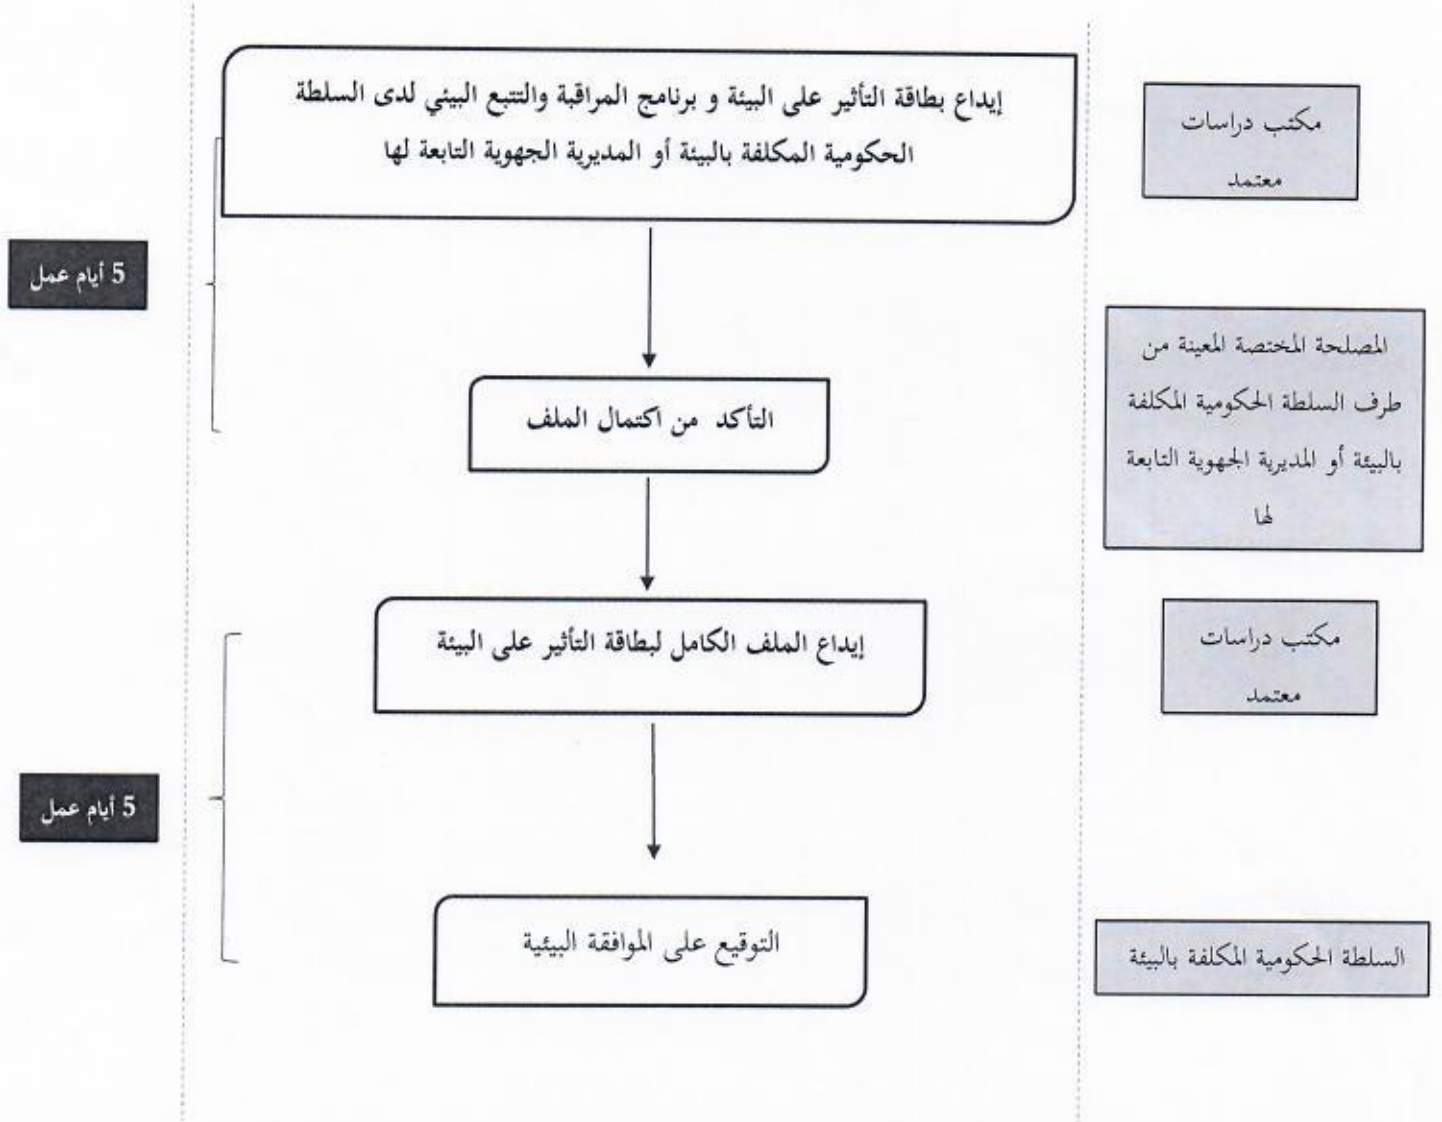 إيداع بطاقة التأثير على البيئة و برنامج المراقبة والتتبع البيئي لدى السلطة
الحكومية المكلفة بالبيئة أو المديرية الجهوية التابعة لها
مكتب دراسات
معتمد
5 أيام عمل
المصلحة المختصة المعينة من
طرف السلطة الحكومية المكلفة
بالبيئة أو المديرية الجهوية التابعة
لها
التأكد من اكتمال الملف
مكتب دراسات
معتمد
إيداع الملف الكامل لبطاقة التأثير على البيئة
5 أيام عمل
السلطة الحكومية المكلفة بالبيئة
التوقيع على الموافقة البيئية